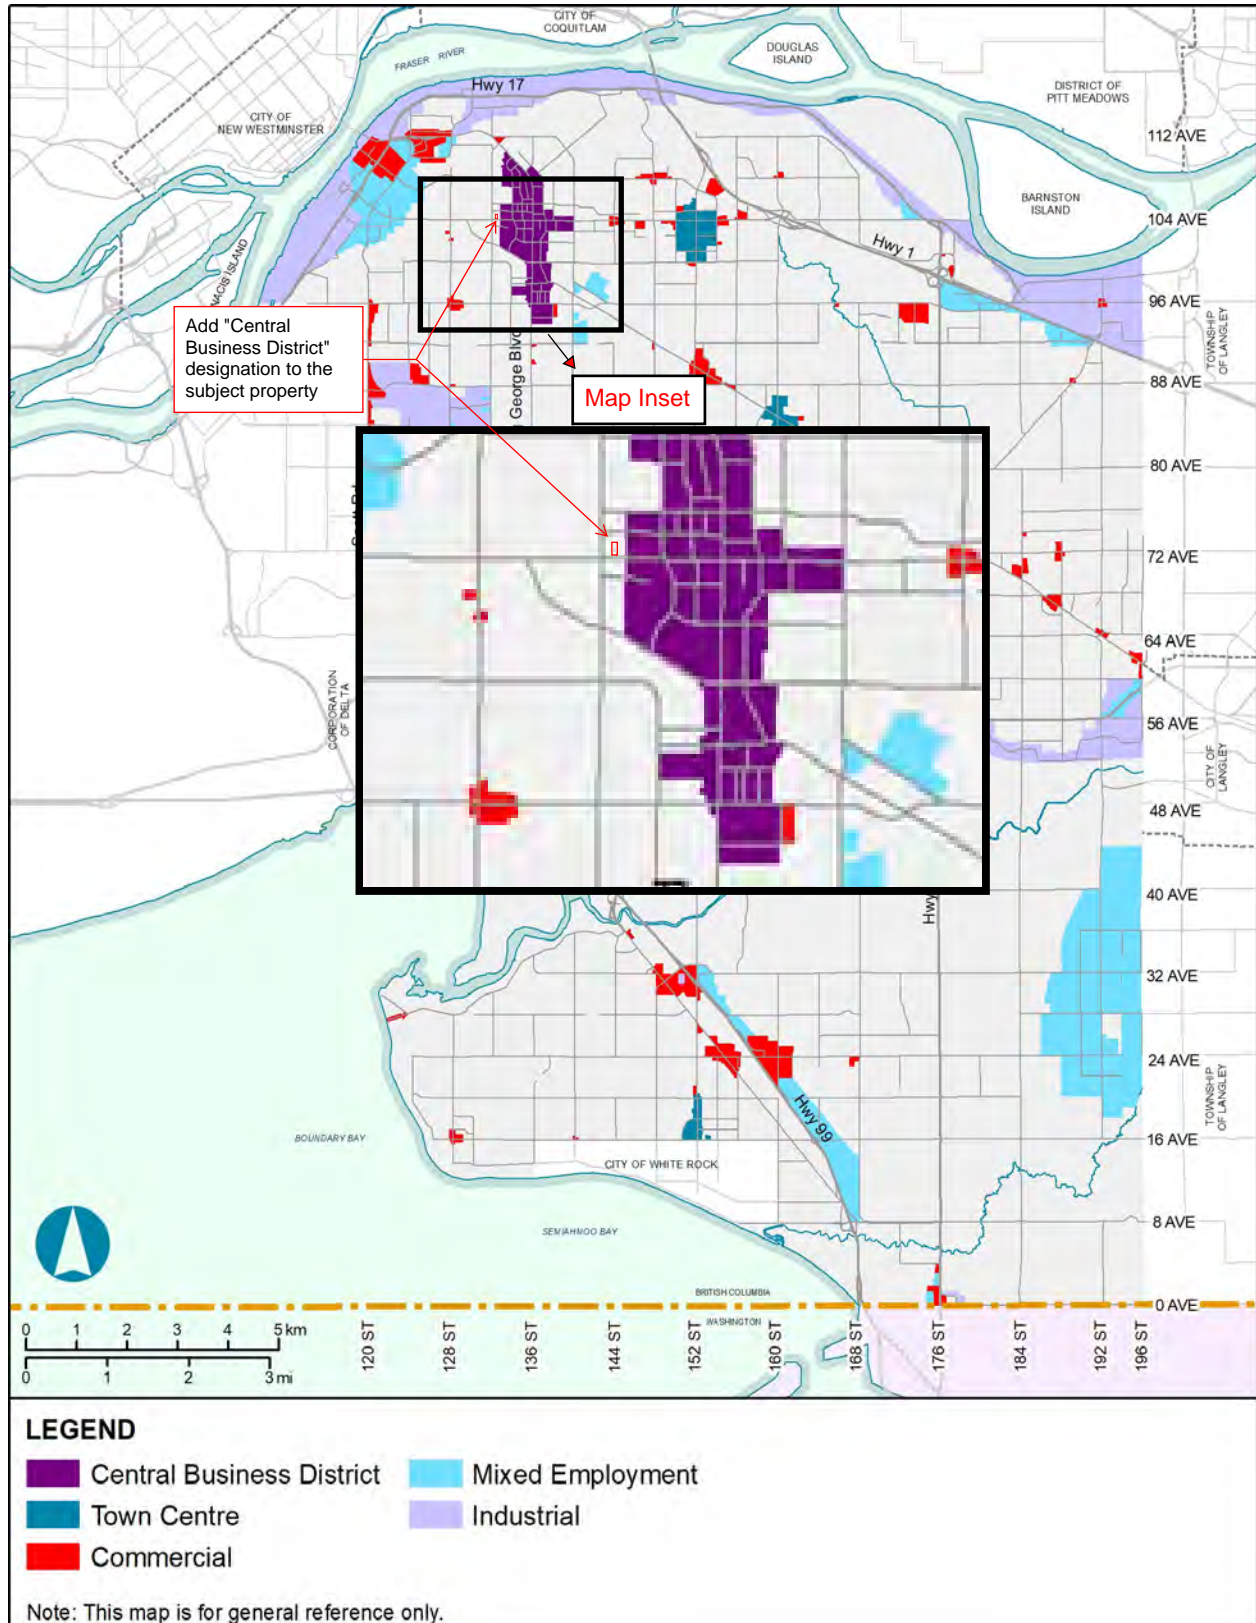 CITY OF
COQUITLAM
DOUGLAS
ISLAND
FRASER RIVER
DISTRICT OF
PITT MEADOWS
Hwy 17
CITY OF
NEW WESTMINSTER
112 AVE
BARNSTON
ISLAND
104 AVE
Hwy 1
NACIS ISLAND
96 AVE
TOWNSHIP
OF LANGLEY
Add "Central
Business District"
designation to the
subject property
George Blvd
88 AVE
Map Inset
80 AVE
72 AVE
64 AVE
CORPORATION
OF DELTA
56 AVE
CITY OF
LANGLEY
48 AVE
40 AVE
Hwy
32 AVE
24 AVE
TOWNSHIP
OF LANGLEY
Hwy 99
BOUNDARY BAY
16 AVE
CITY OF WHITE ROCK
8 AVE
SEMIAHMOO BAY
BRITISH COLUMBIA
0 AVE
WASHINGTON
0 1 2 3 4 5 km
0 1 2 3 mi
120 ST
128 ST
136 ST
144 ST
152 ST
160 ST
168 ST
176 ST
184 ST
192 ST
196 ST
LEGEND
Central Business District
Mixed Employment
Town Centre
Industrial
Commercial
Note: This map is for general reference only.